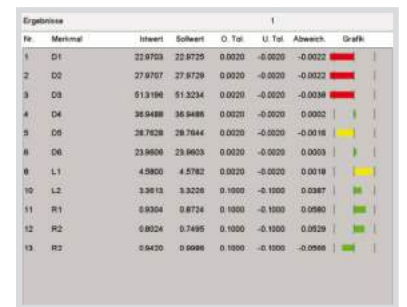 Ergebnisse 1
Nr. Merkmal Istwert Sollwert O. Tol. U. Tol. Abweich. Grafik
1 D1 22.9703 22.9725 0.0020 -0.0020 -0.0022
2 D2 27.9707 27.9729 0.0020 -0.0020 -0.0022
3 D3 51.3196 51.3234 0.0020 -0.0020 -0.0038
4 D4 36.9488 36.9486 0.0020 -0.0020 0.0002
5 D5 28.7628 28.7644 0.0020 -0.0020 -0.0016
6 D6 23.9606 23.9603 0.0020 -0.0020 0.0003
L1 4.5800 4.5782 0.0020 -0.0020 0.0018
10 L2 3.3613 3.3226 0.1000 -0.1000 0.0387
11 R1 0.9304 0.8724 0.1000 -0.1000 0.0580
12 R2 0.8024 0.7495 0.1000 -0.1000 0.0529
13. R2 0.9420 0.9986 0.1000 -0.1000 -0.0566